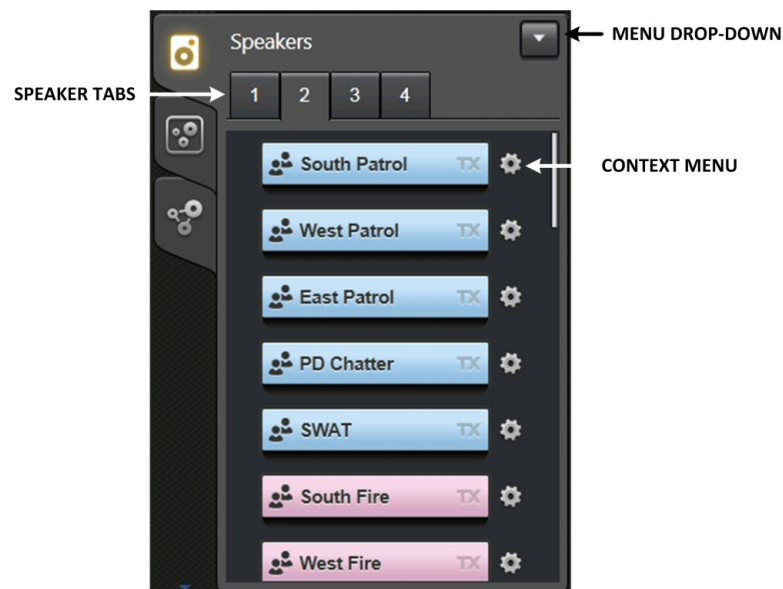 Speakers
MENU DROP-DOWN
SPEAKER TABS
1 2 3 4
South Patrol TX
CONTEXT MENU
West Patrol TX
East Patrol TX
PD Chatter TX
SWAT TX
South Fire TX
West Fire TX